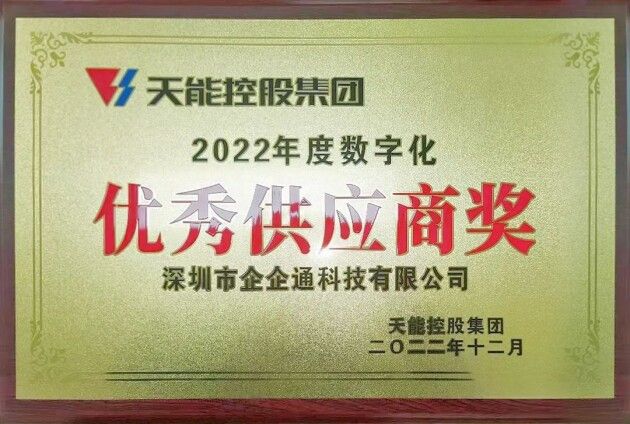 天能控股集团
2022年度数字化
优秀供应商奖
深圳市企企通科技有限公司
天能控股集团
二〇二二年十二月